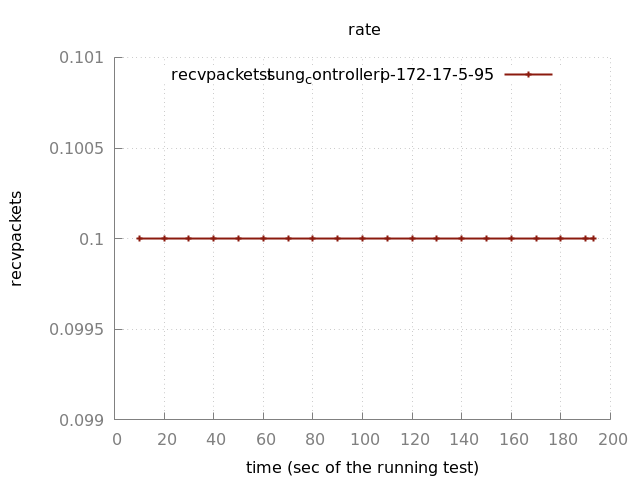 rate
0.101
recvpacketstsung_controllerip-172-17-5-95
0.1005
0.1
0.0995
0.099
recvpackets
0 20 40 60 80 100 120 140 160 180 200
time (sec of the running test)